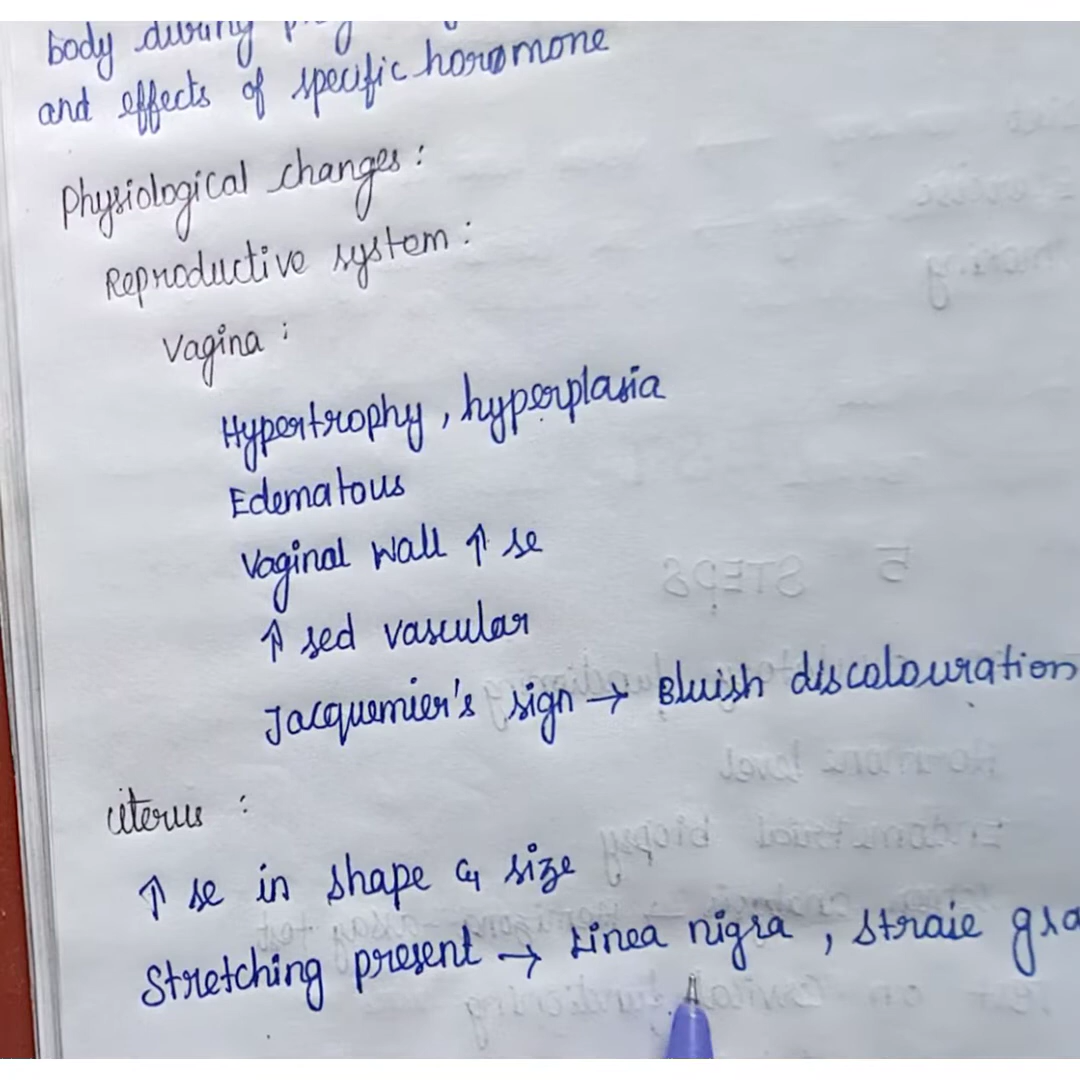 body during
and effects of specific horomone
Physiological changes :
Reproductive system :
Vagina :
Hypertrophy, hyperplasia
Edematous
Vaginal wall ↑ se
↑ sed vascular
Jacquemier's sign → Bluish discolouration
uterus :
↑ se in shape & size
Stretching present → Linea nigra, straie